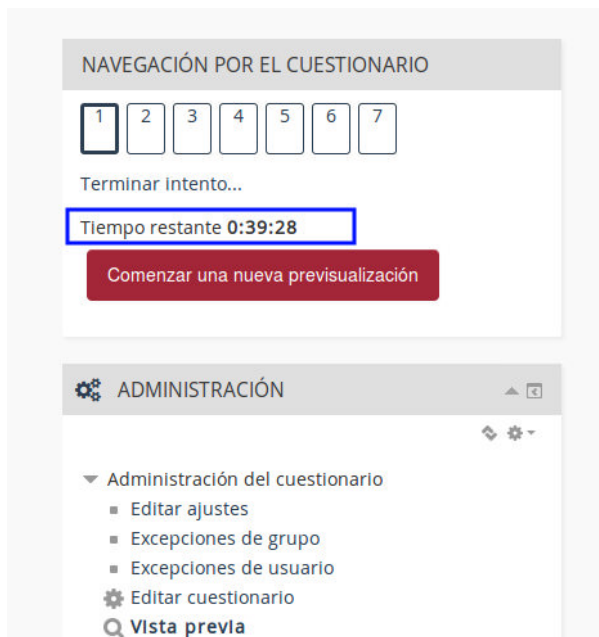 NAVEGACIÓN POR EL CUESTIONARIO
1 2 3 4 5 6 7
Terminar intento...
Tiempo restante 0:39:28
Comenzar una nueva previsualización
ADMINISTRACIÓN
Administración del cuestionario
Editar ajustes
Excepciones de grupo
Excepciones de usuario
Editar cuestionario
Vista previa